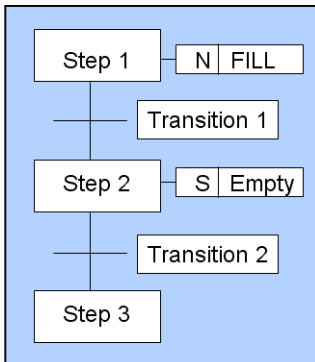 Step 1 N FILL
Transition 1
Step 2 S Empty
Transition 2
Step 3